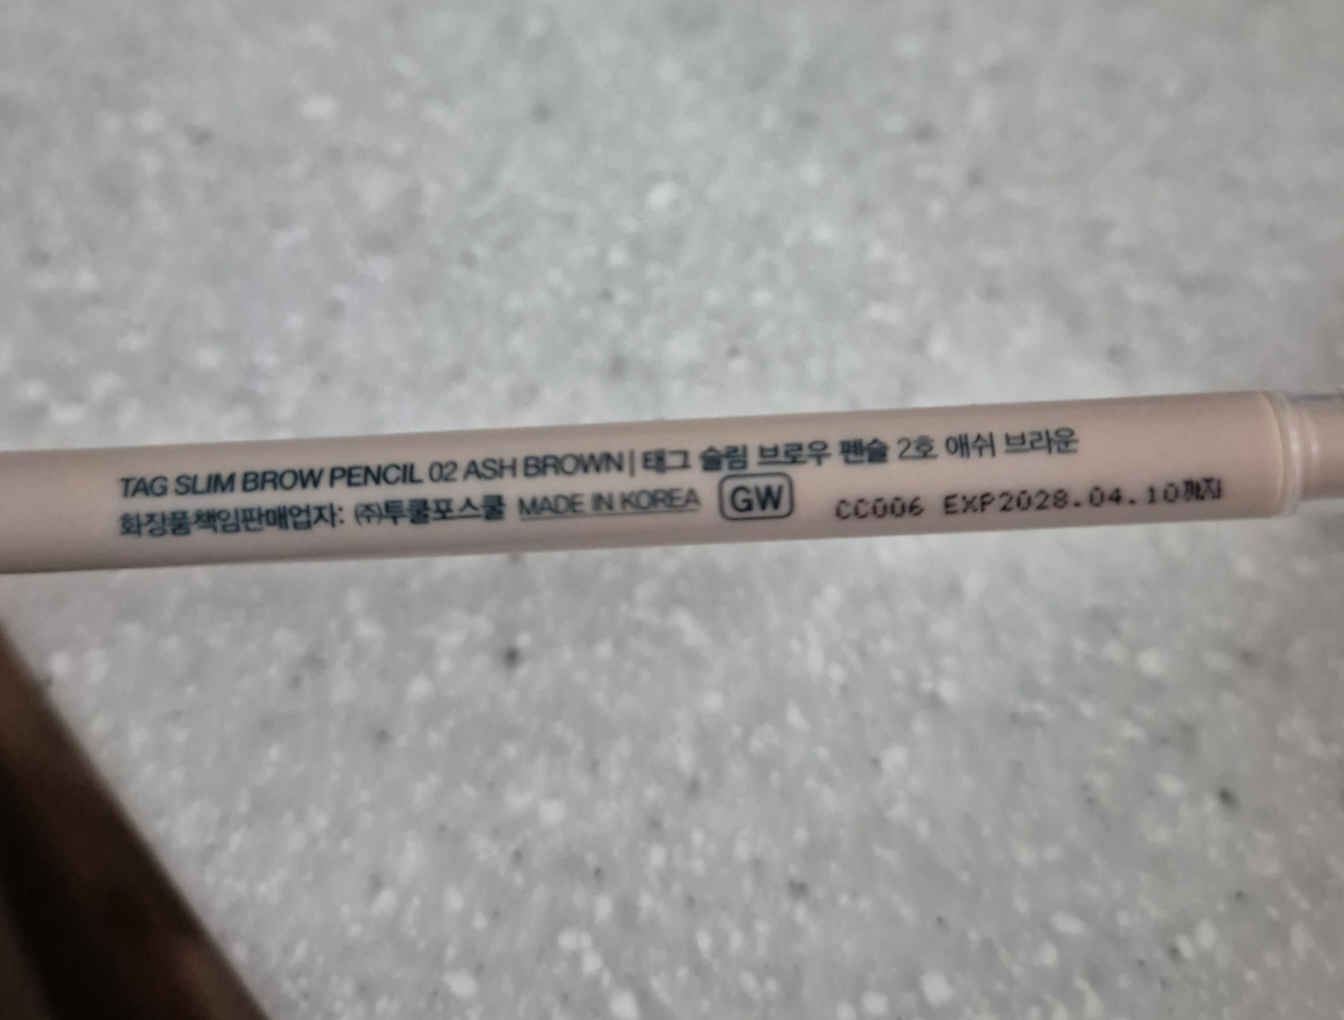 TAG SLIM BROW PENCIL 02 ASH BROWN | 태그 슬림 브로우 펜슬 2호 애쉬 브라운
화장품책임판매업자: ㈜투쿨포스쿨 MADE IN KOREA GW CC006 EXP2028.04.10까지